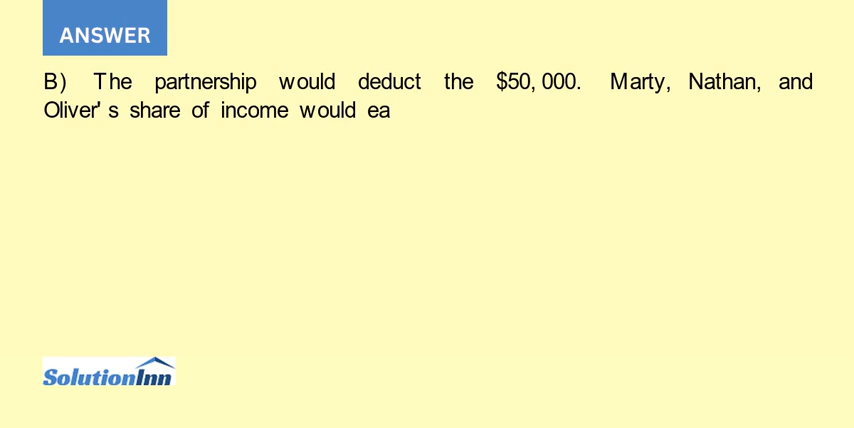 ANSWER
B) The partnership would deduct the $50, 000. Marty, Nathan, and
Oliver' s share of income would ea
SolutionInn